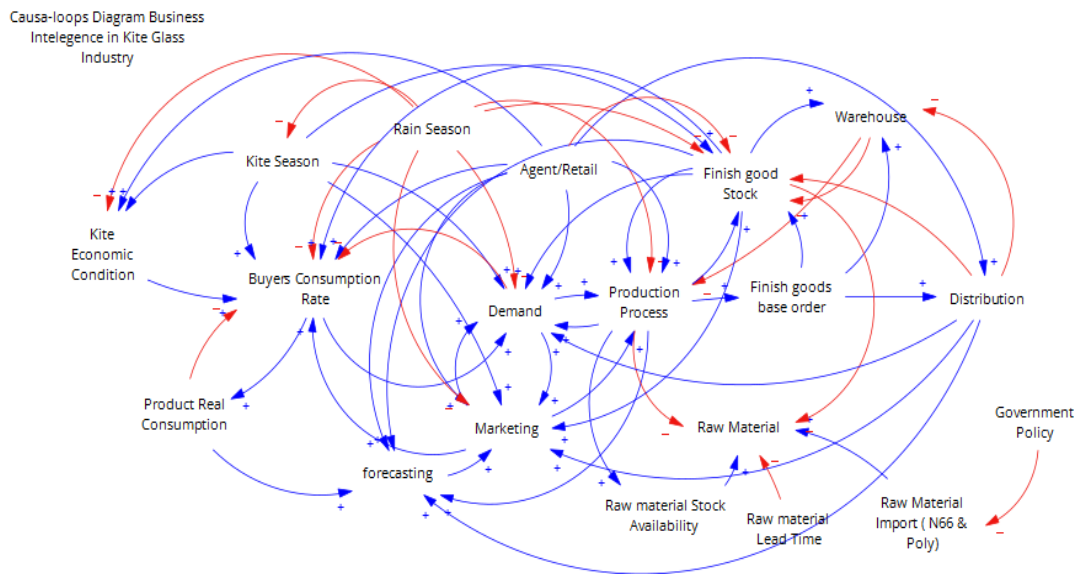 Causa-loops Diagram Business
Intelegence in Kite Glass
Industry
Rain Season
Warehouse
Kite Season
Agent/Retail
Finish good
Stock
Kite
Economic
Condition
Buyers Consumption
Rate
Demand
Production
Process
Finish goods
base order
Distribution
Product Real
Consumption
Marketing
Raw Material
Government
Policy
forecasting
Raw material Stock
Availability
Raw material
Lead Time
Raw Material
Import ( N66 &
Poly)